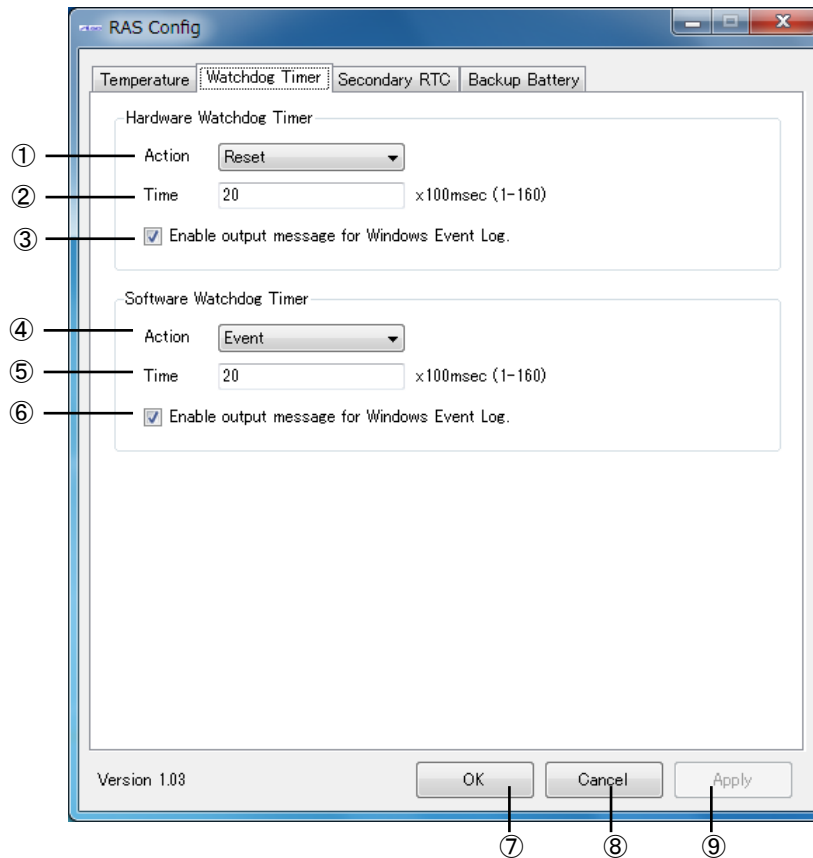 RAS Config
Temperature Watchdog Timer Secondary RTC Backup Battery
Hardware Watchdog Timer
① Action Reset
② Time 20 x100msec (1-160)
③ Enable output message for Windows Event Log.
Software Watchdog Timer
④ Action Event
⑤ Time 20 x100msec (1-160)
⑥ Enable output message for Windows Event Log.
Version 1.03 OK Cancel Apply
⑦ ⑧ ⑨